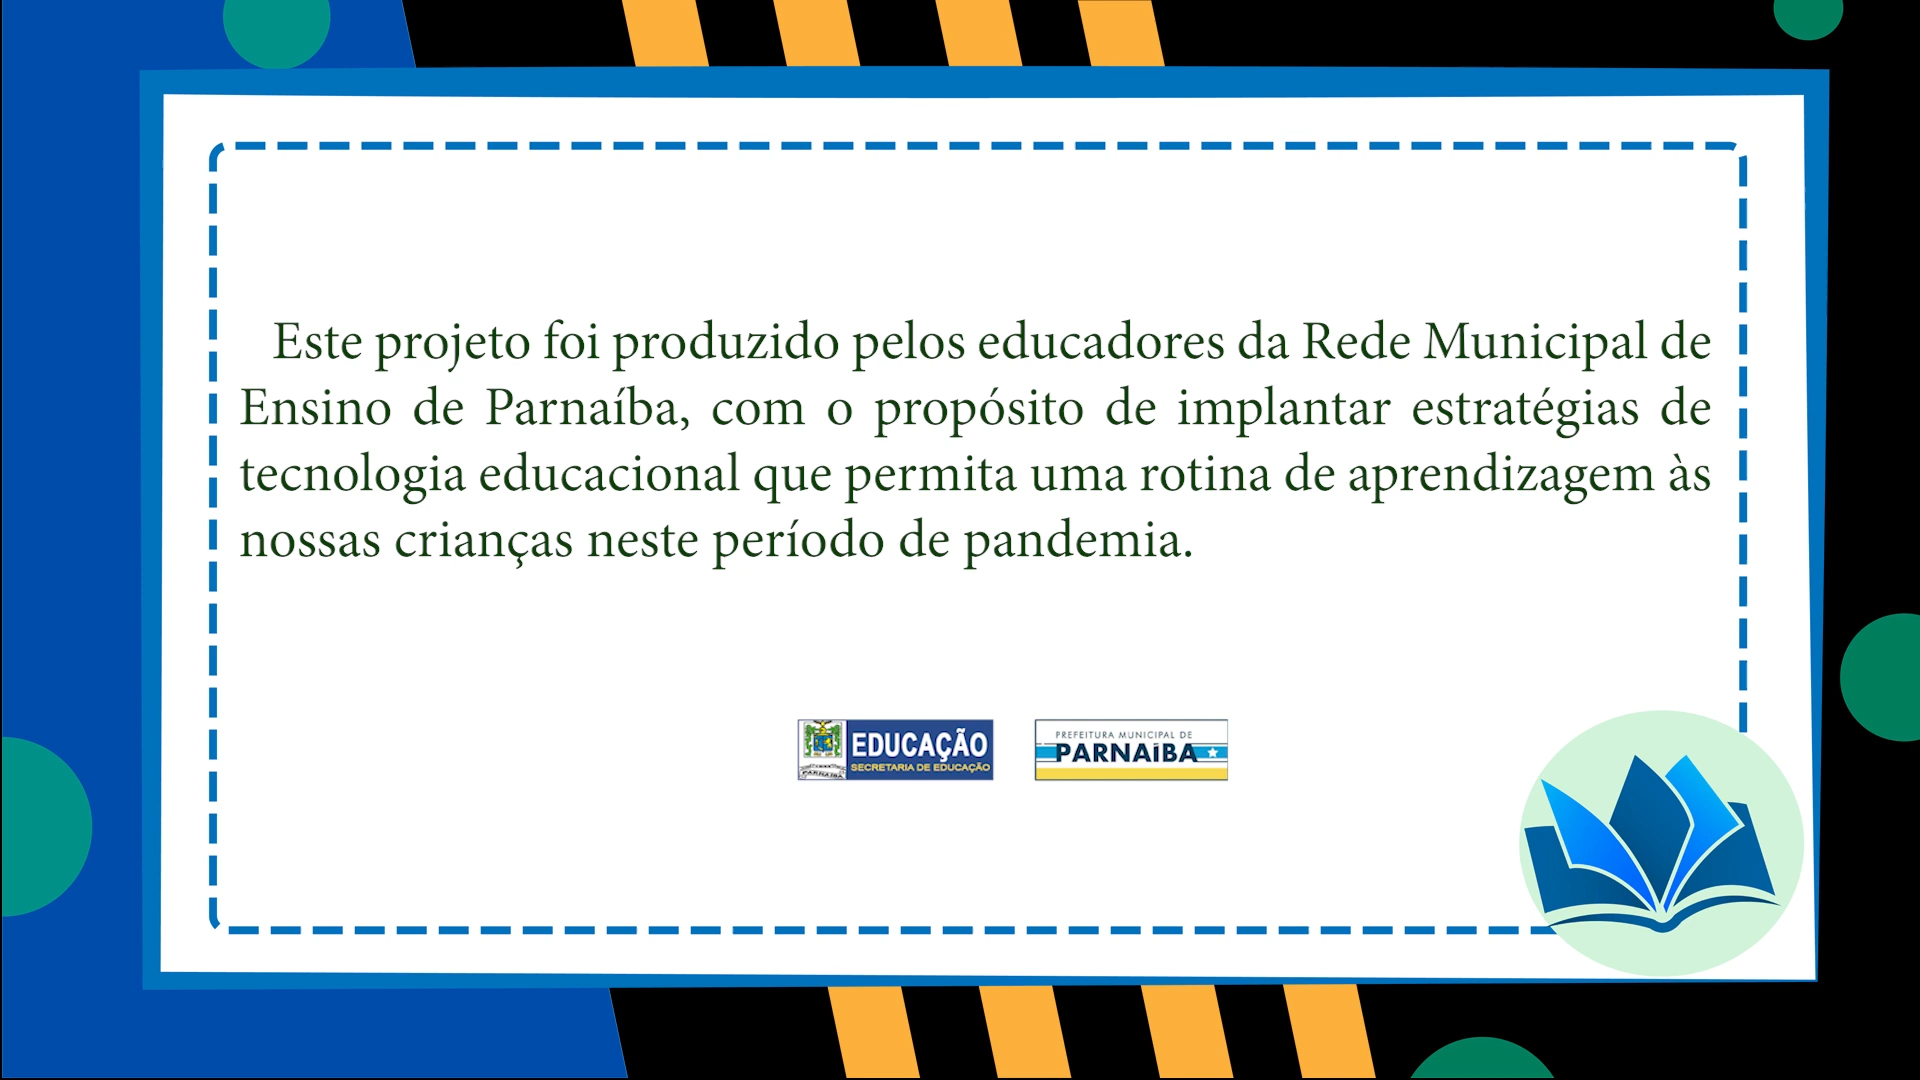 Este projeto foi produzido pelos educadores da Rede Municipal de
Ensino de Parnaíba, com o propósito de implantar estratégias de
tecnologia educacional que permita uma rotina de aprendizagem às
nossas crianças neste período de pandemia.
EDUCAÇÃO
SECRETARIA DE EDUCAÇÃO
PARNAIBA
PREFEITURA MUNICIPAL DE
PARNAÍBA